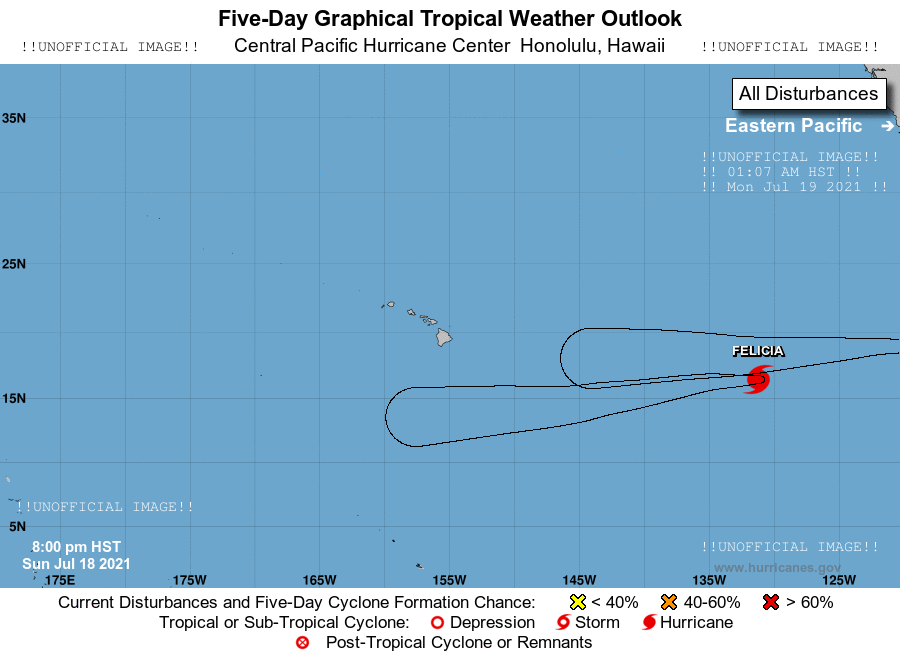 Five-Day Graphical Tropical Weather Outlook
!!UNOFFICIAL IMAGE!! Central Pacific Hurricane Center Honolulu, Hawaii !!UNOFFICIAL IMAGE!!
All Disturbances
35N
Eastern Pacific →
!!UNOFFICIAL IMAGE!!
!! 01:07 AM HST !!
!! Mon Jul 19 2021 !!
25N
FELICIA
15N
!!UNOFFICIAL IMAGE!!
5N
8:00 pm HST
!!UNOFFICIAL IMAGE!!
Sun Jul 18 2021
www.hurricanes.gov
175E 175W 165W 155W 145W 135W 125W
Current Disturbances and Five-Day Cyclone Formation Chance: < 40% 40-60% > 60%
Tropical or Sub-Tropical Cyclone: Depression Storm Hurricane
Post-Tropical Cyclone or Remnants